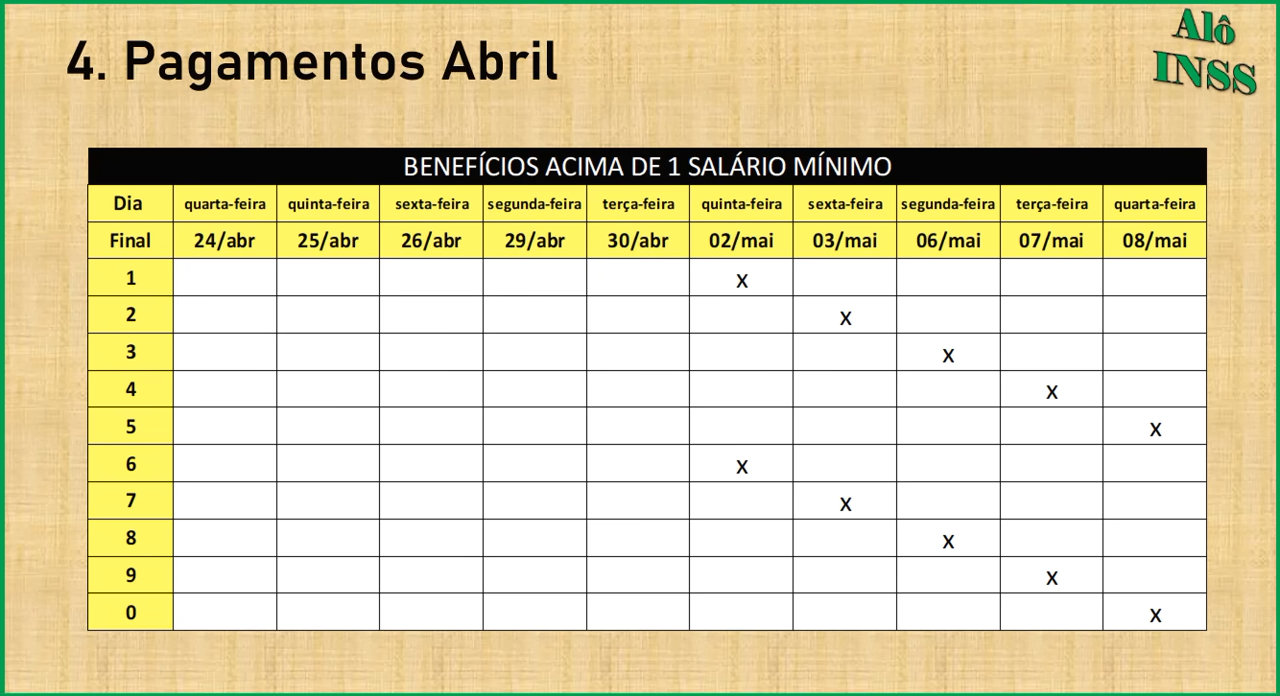 4. Pagamentos Abril
Alô
INSS
BENEFÍCIOS ACIMA DE 1 SALÁRIO MÍNIMO
Dia quarta-feira quinta-feira sexta-feira segunda-feira terça-feira quinta-feira sexta-feira segunda-feira terça-feira quarta-feira
Final 24/abr 25/abr 26/abr 29/abr 30/abr 02/mai 03/mai 06/mai 07/mai 08/mai
1 x
2 x
3 x
4 x
5 x
6 x
7 x
8 x
9 x
0 x